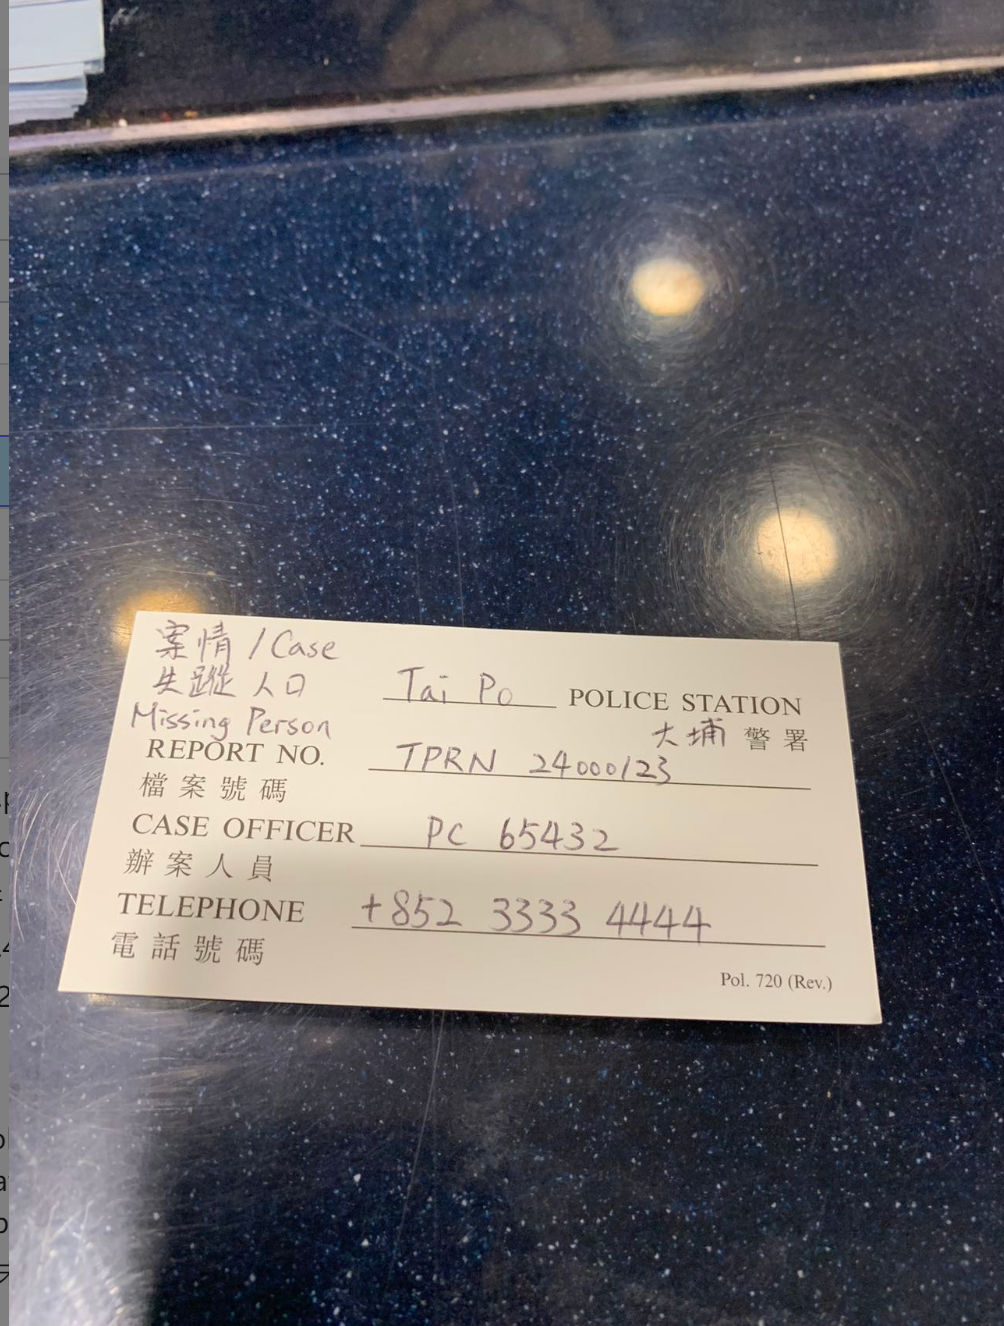 案情 / Case
失蹤人口
Missing Person
Tai Po POLICE STATION
大埔 警署
REPORT NO. TPRN 24000123
檔案號碼
CASE OFFICER PC 65432
辦案人員
TELEPHONE +852 3333 4444
電話號碼
Pol. 720 (Rev.)